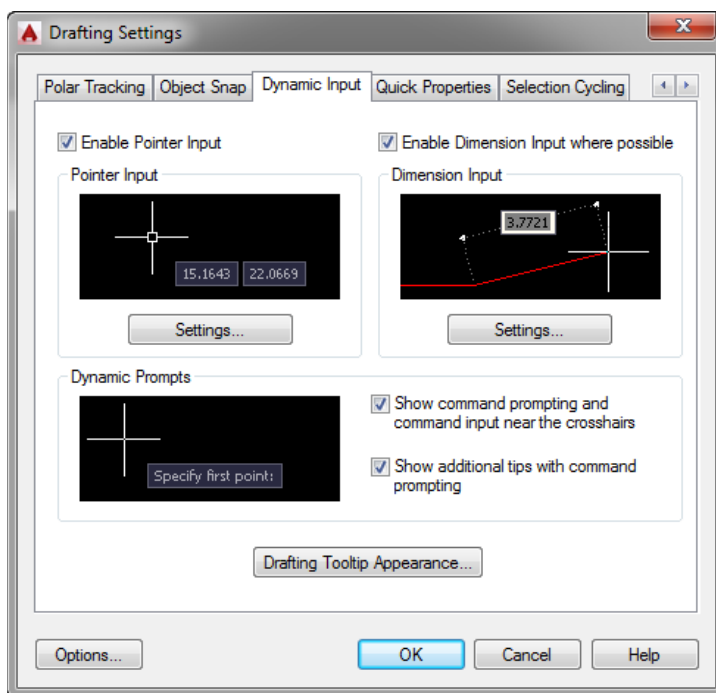 Drafting Settings
Polar Tracking Object Snap Dynamic Input Quick Properties Selection Cycling
Enable Pointer Input
Enable Dimension Input where possible
Pointer Input
15.1643 22.0669
Settings...
Dimension Input
3.7721
Settings...
Dynamic Prompts
Specify first point:
Show command prompting and
command input near the crosshairs
Show additional tips with command
prompting
Drafting Tooltip Appearance...
Options... OK Cancel Help